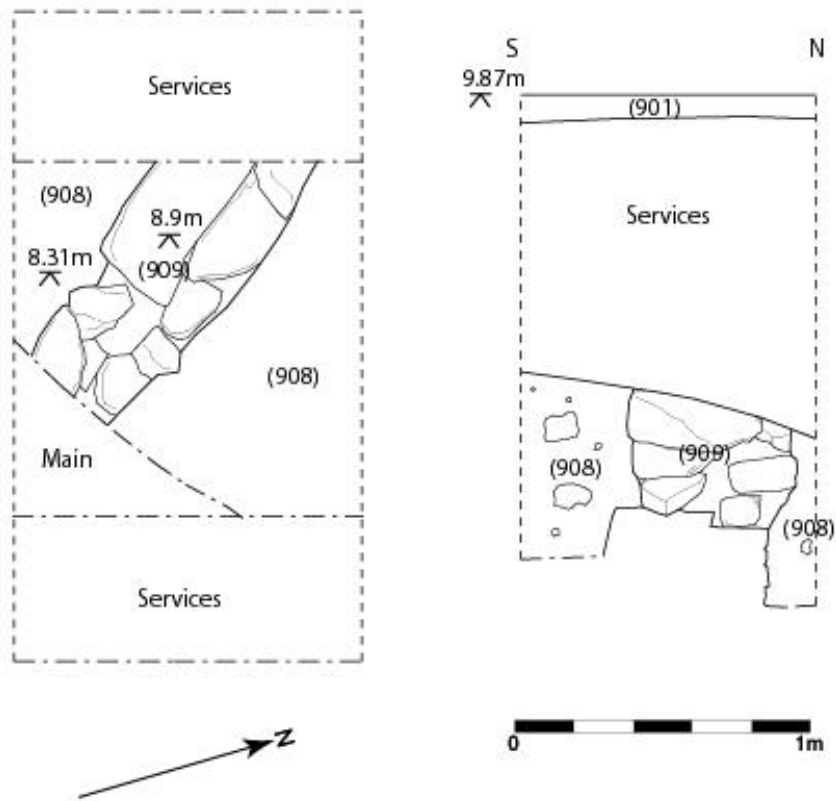 Services
(908)
8.9m
8.31m
(909)
(908)
Main
Services
N
S
N
9.87m
(901)
Services
(908)
(909)
(908)
0
1m